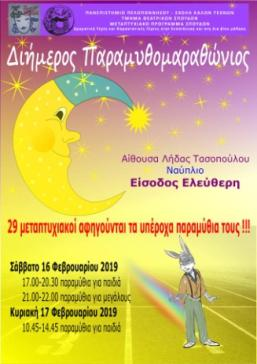 ΠΑΝΕΠΙΣΤΗΜΙΟ ΠΕΛΟΠΟΝΝΗΣΟΥ - ΣΧΟΛΗ ΚΑΛΩΝ ΤΕΧΝΩΝ
ΤΜΗΜΑ ΘΕΑΤΡΙΚΩΝ ΣΠΟΥΔΩΝ
ΜΕΤΑΠΤΥΧΙΑΚΟ ΠΡΟΓΡΑΜΜΑ ΣΠΟΥΔΩΝ
Δραματική Τέχνη και Παραστατικές Τέχνες στην Εκπαίδευση και στη Δια βίου μάθηση
Διήμερος Παραμυθομαραθώνιος
Αίθουσα Λήδας Τασοπούλου
Ναύπλιο
Είσοδος Ελεύθερη
29 μεταπτυχιακοί αφηγούνται τα υπέροχα παραμύθια τους !!!
Σάββατο 16 Φεβρουαρίου 2019
17.00-20.30 παραμύθια για παιδιά
21.00-22.00 παραμύθια για μεγάλους
Κυριακή 17 Φεβρουαρίου 2019
10.45-14.45 παραμύθια για παιδιά